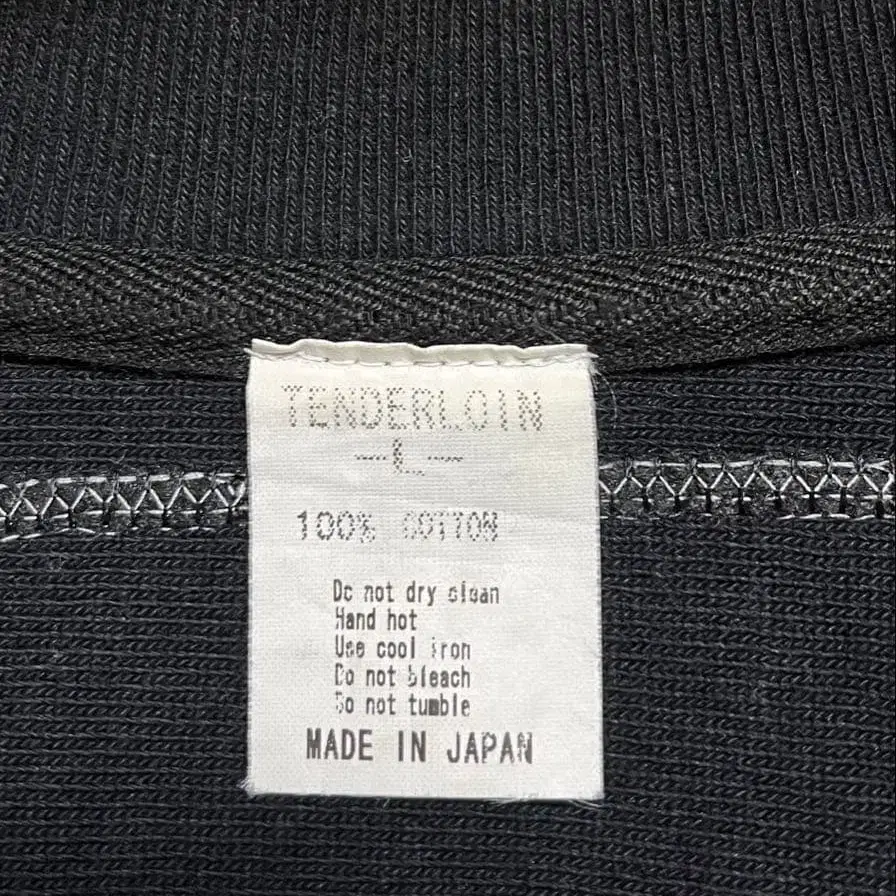 TENDERLOIN
—L—
100% COTTON
Do not dry clean
Hand hot
Use cool iron
Do not bleach
Do not tumble
MADE IN JAPAN